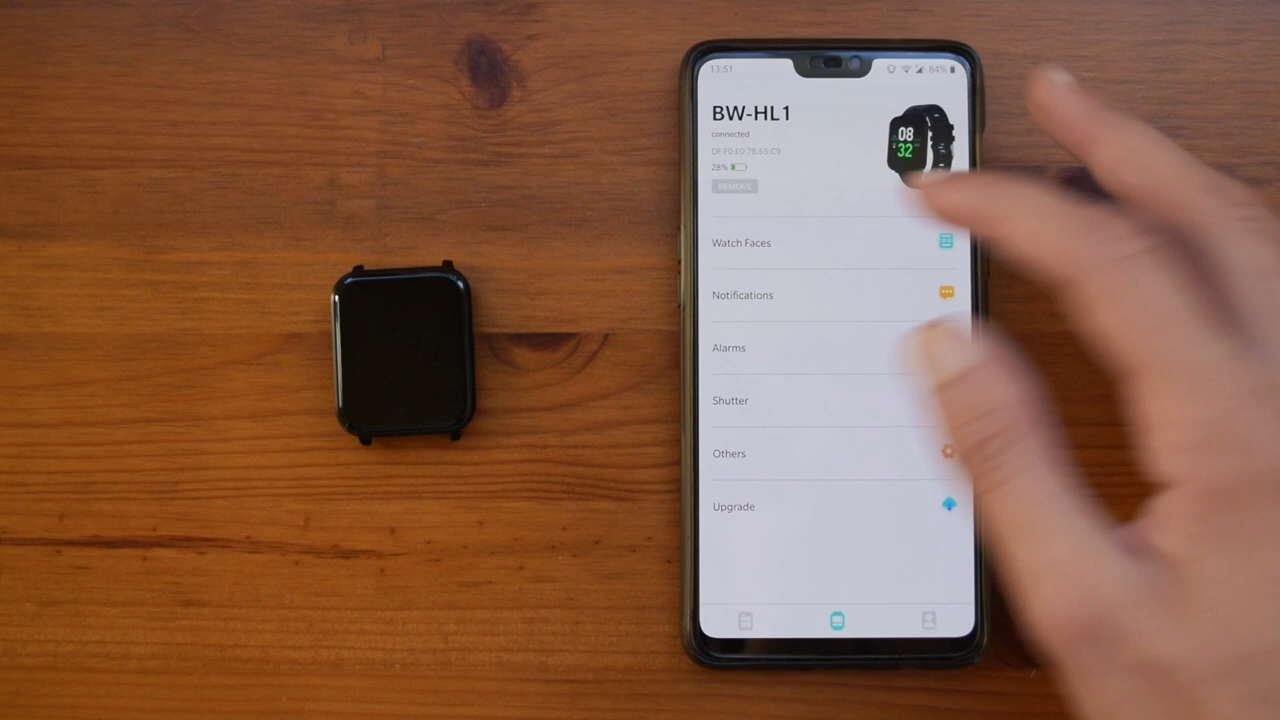 13:51
84%
BW-HL1
connected
DF:F0:E0:7B:65:C9
28%
REMOVE
08
32
Watch Faces
Notifications
Alarms
Shutter
Others
Upgrade